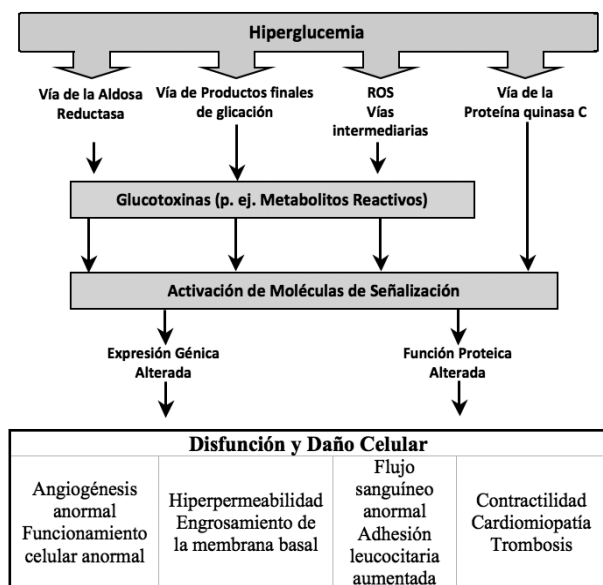 Hiperglucemia
Vía de la Aldosa
Reductasa
Vía de Productos finales
de glicación
ROS
Vías
intermediarias
Vía de la
Proteína quinasa C
Glucotoxinas (p. ej. Metabolitos Reactivos)
Activación de Moléculas de Señalización
Expresión Génica
Alterada
Función Proteica
Alterada
Disfunción y Daño Celular
Angiogénesis
anormal
Funcionamiento
celular anormal
Hiperpermeabilidad
Engrosamiento de
la membrana basal
Flujo
sanguíneo
anormal
Adhesión
leucocitaria
aumentada
Contractilidad
Cardiomiopatía
Trombosis